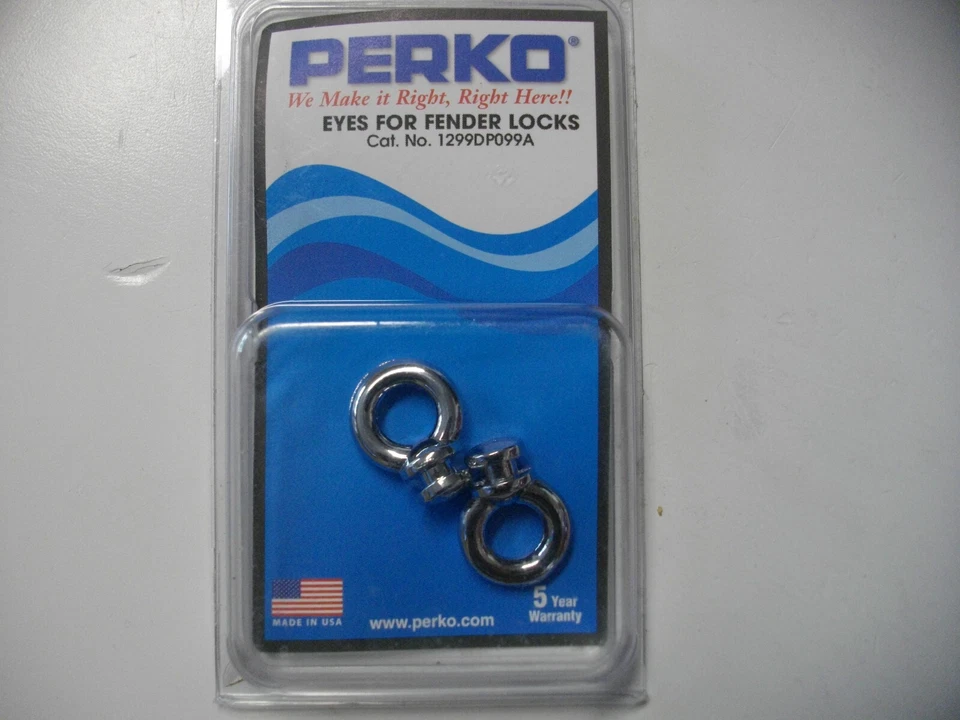 PERKO®
We Make it Right, Right Here!!
EYES FOR FENDER LOCKS
Cat. No. 1299DP099A
MADE IN USA
www.perko.com
5 Year
Warranty